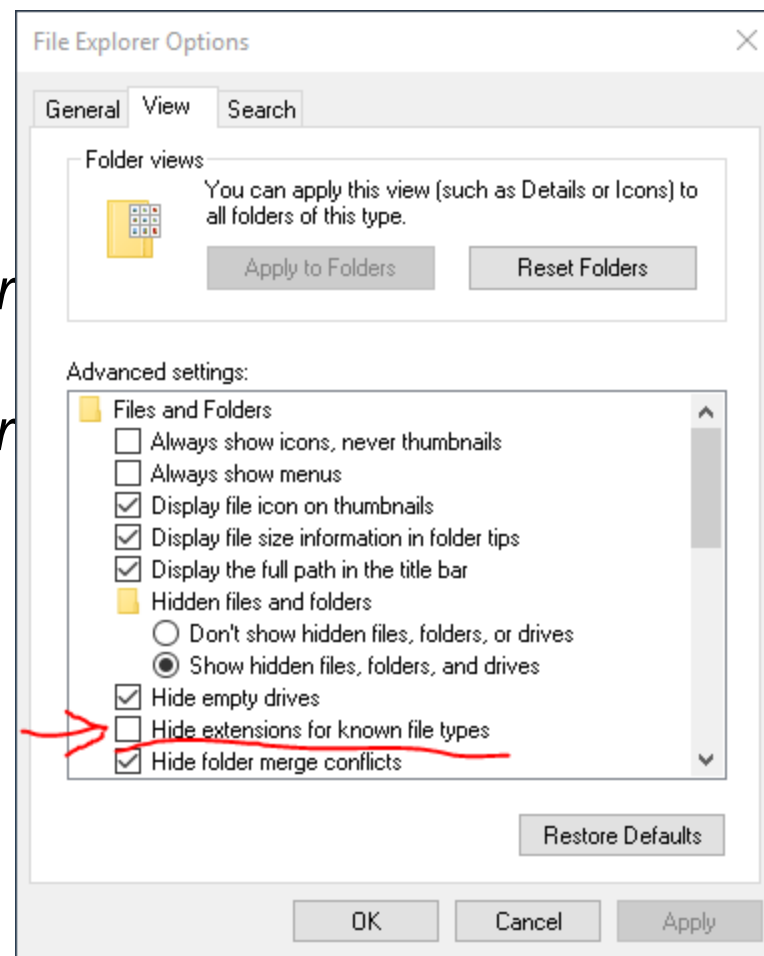 File Explorer Options
General View Search
Folder views
You can apply this view (such as Details or Icons) to
all folders of this type.
Apply to Folders Reset Folders
r
Advanced settings:
Files and Folders
r
Always show icons, never thumbnails
Always show menus
Display file icon on thumbnails
Display file size information in folder tips
Display the full path in the title bar
Hidden files and folders
Don't show hidden files, folders, or drives
Show hidden files, folders, and drives
Hide empty drives
Hide extensions for known file types
Hide folder merge conflicts
Restore Defaults
OK Cancel Apply